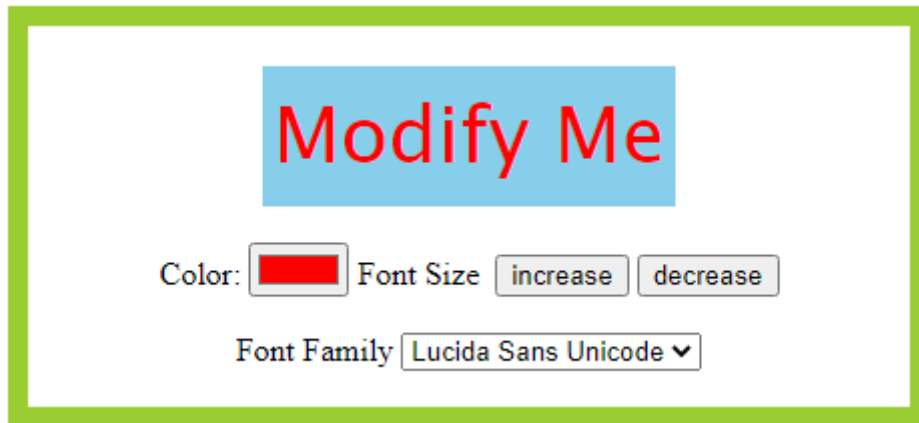 Modify Me
Color: Font Size increase decrease
Font Family Lucida Sans Unicode